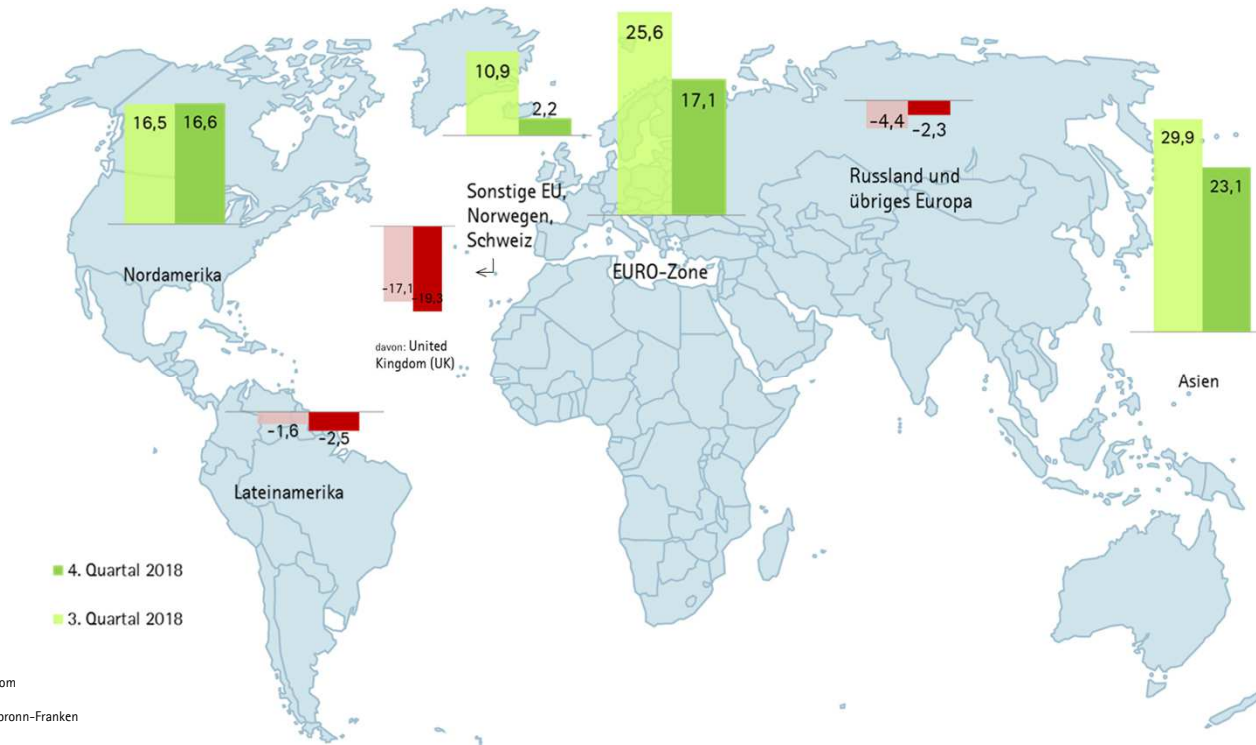 25,6
10,9
17,1
2,2
16,5
16,6
-4,4
-2,3
29,9
23,1
Russland und
übriges Europa
Sonstige EU,
Norwegen,
Schweiz
EURO-Zone
Nordamerika
-17,1
-19,3
davon: United
Kingdom (UK)
Asien
-1,6
-2,5
Lateinamerika
4. Quartal 2018
3. Quartal 2018
om
bronn-Franken